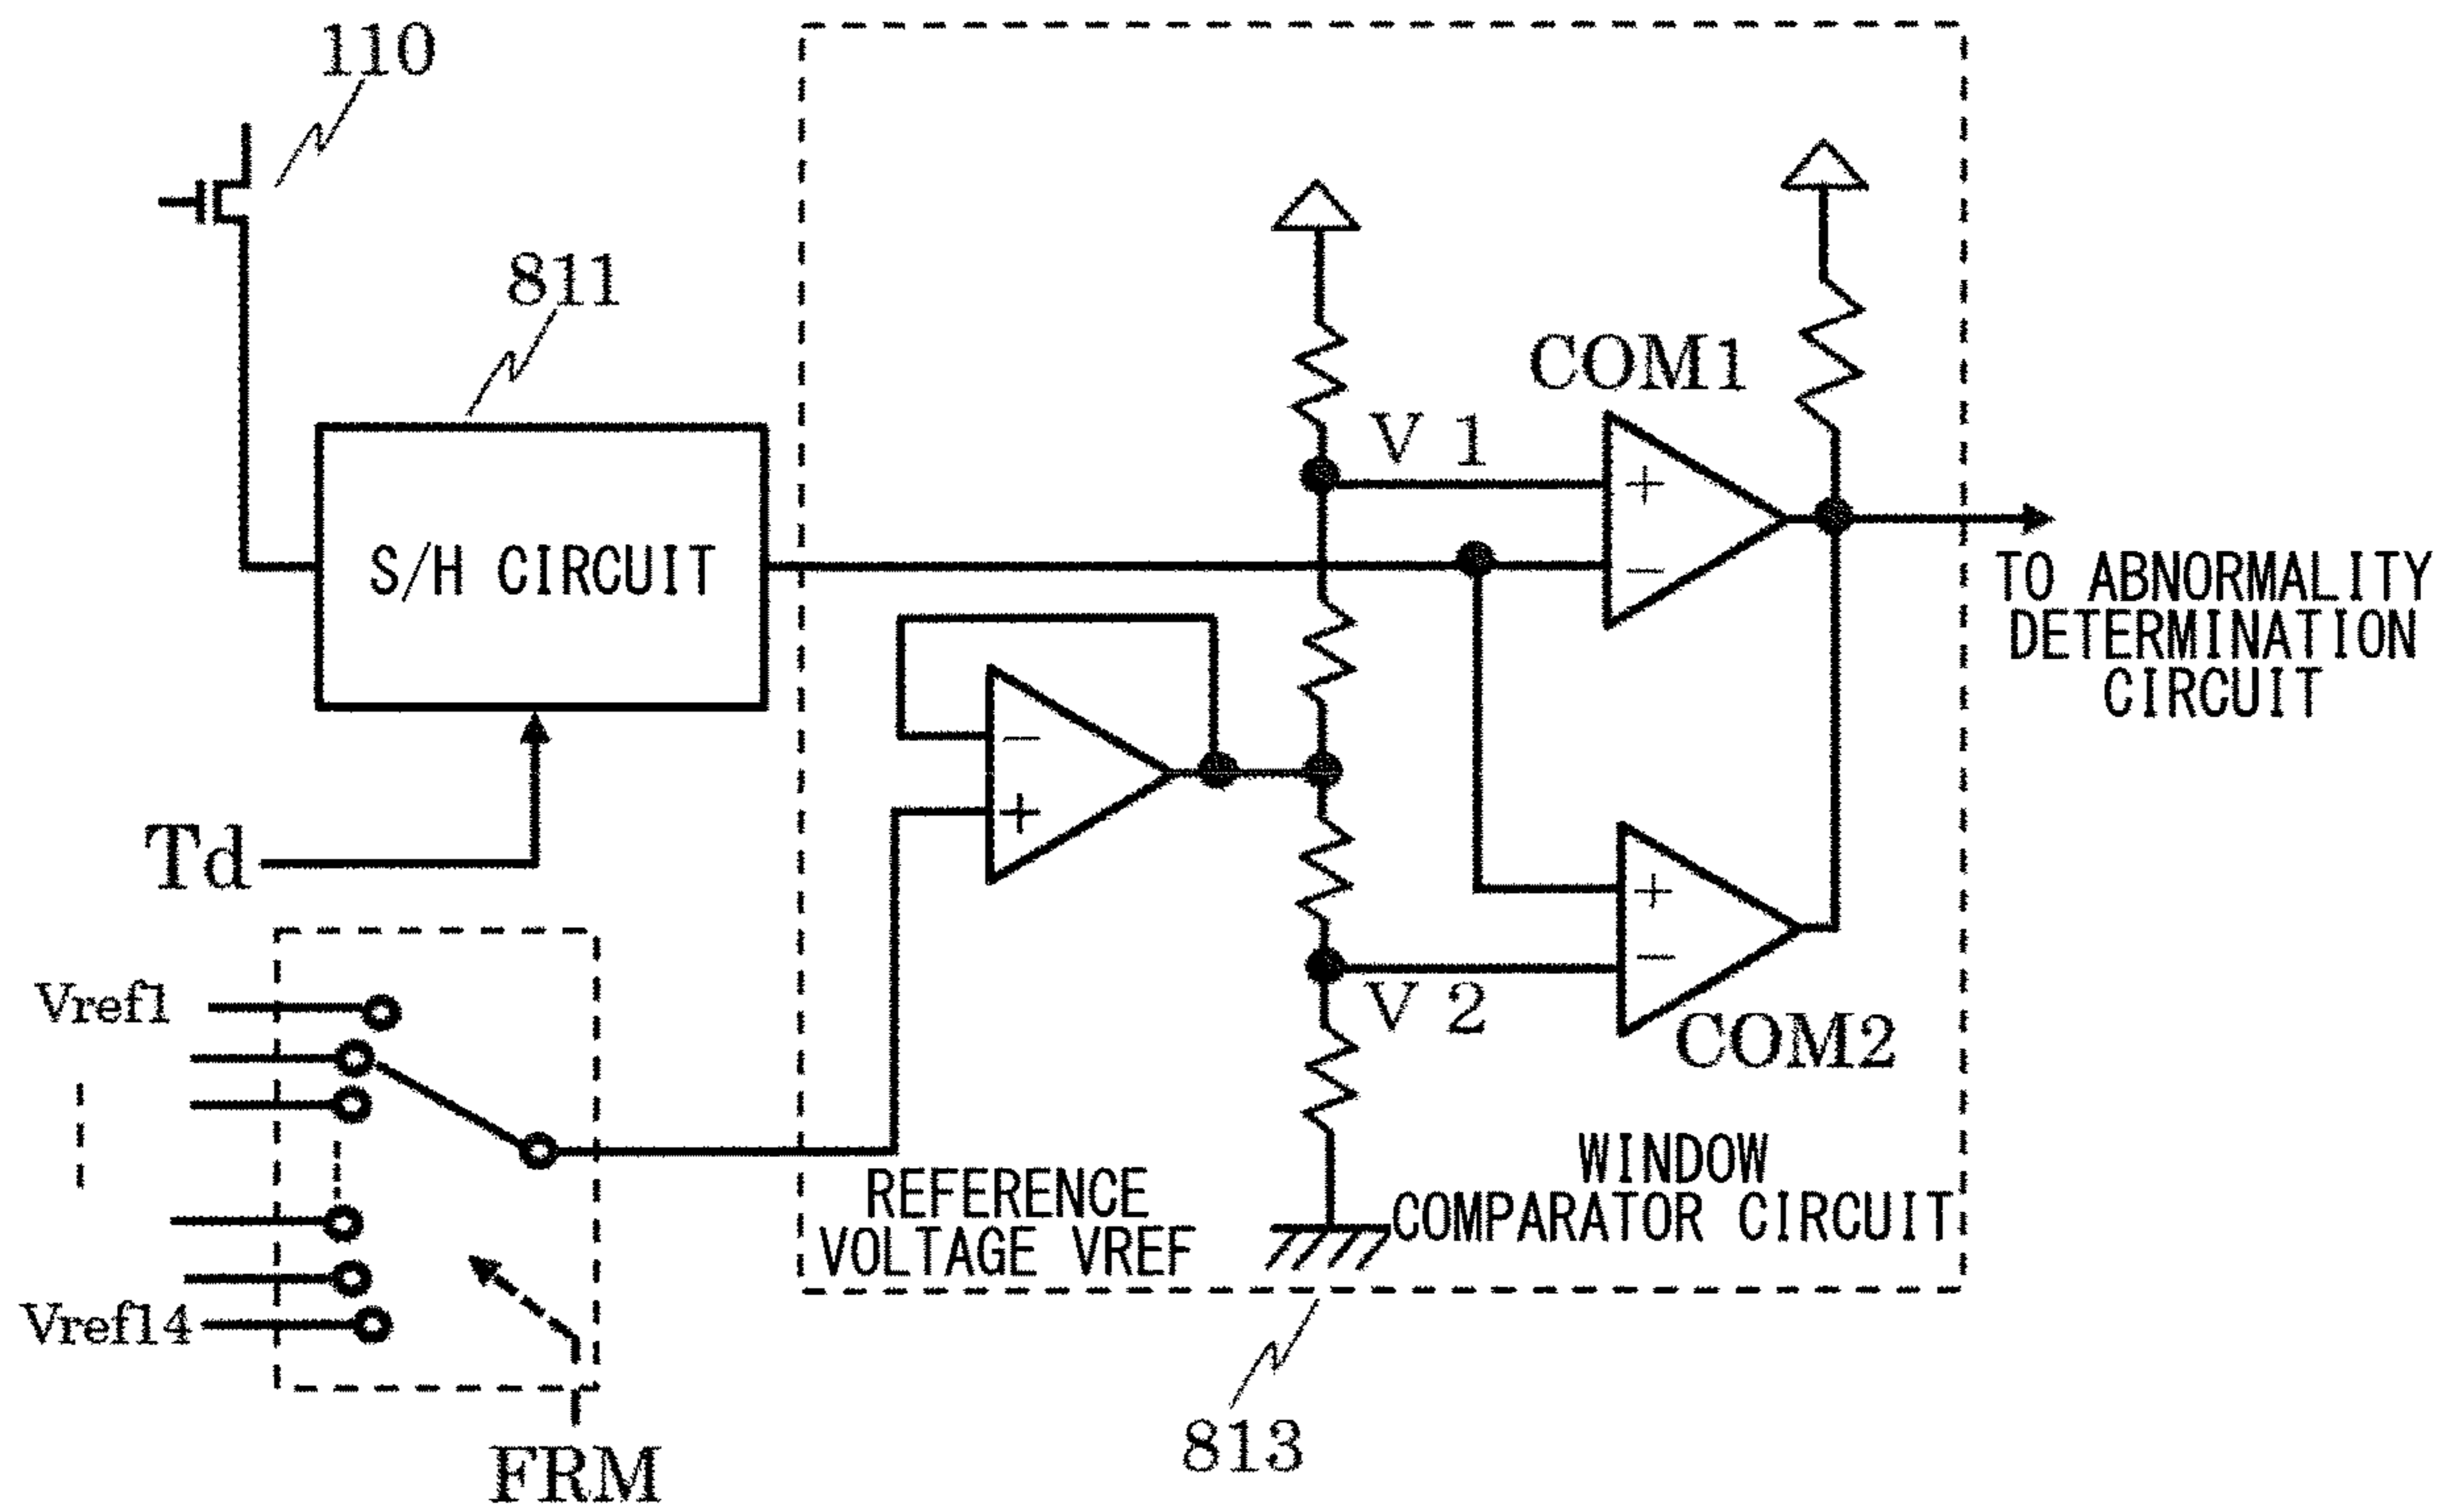 110
811
COM1
V 1
+
S/H CIRCUIT
−
TO ABNORMALITY
DETERMINATION
CIRCUIT
−
+
Td
+
−
V 2
COM2
Vref1
WINDOW
COMPARATOR CIRCUIT
REFERENCE
VOLTAGE VREF
Vref14
813
FRM